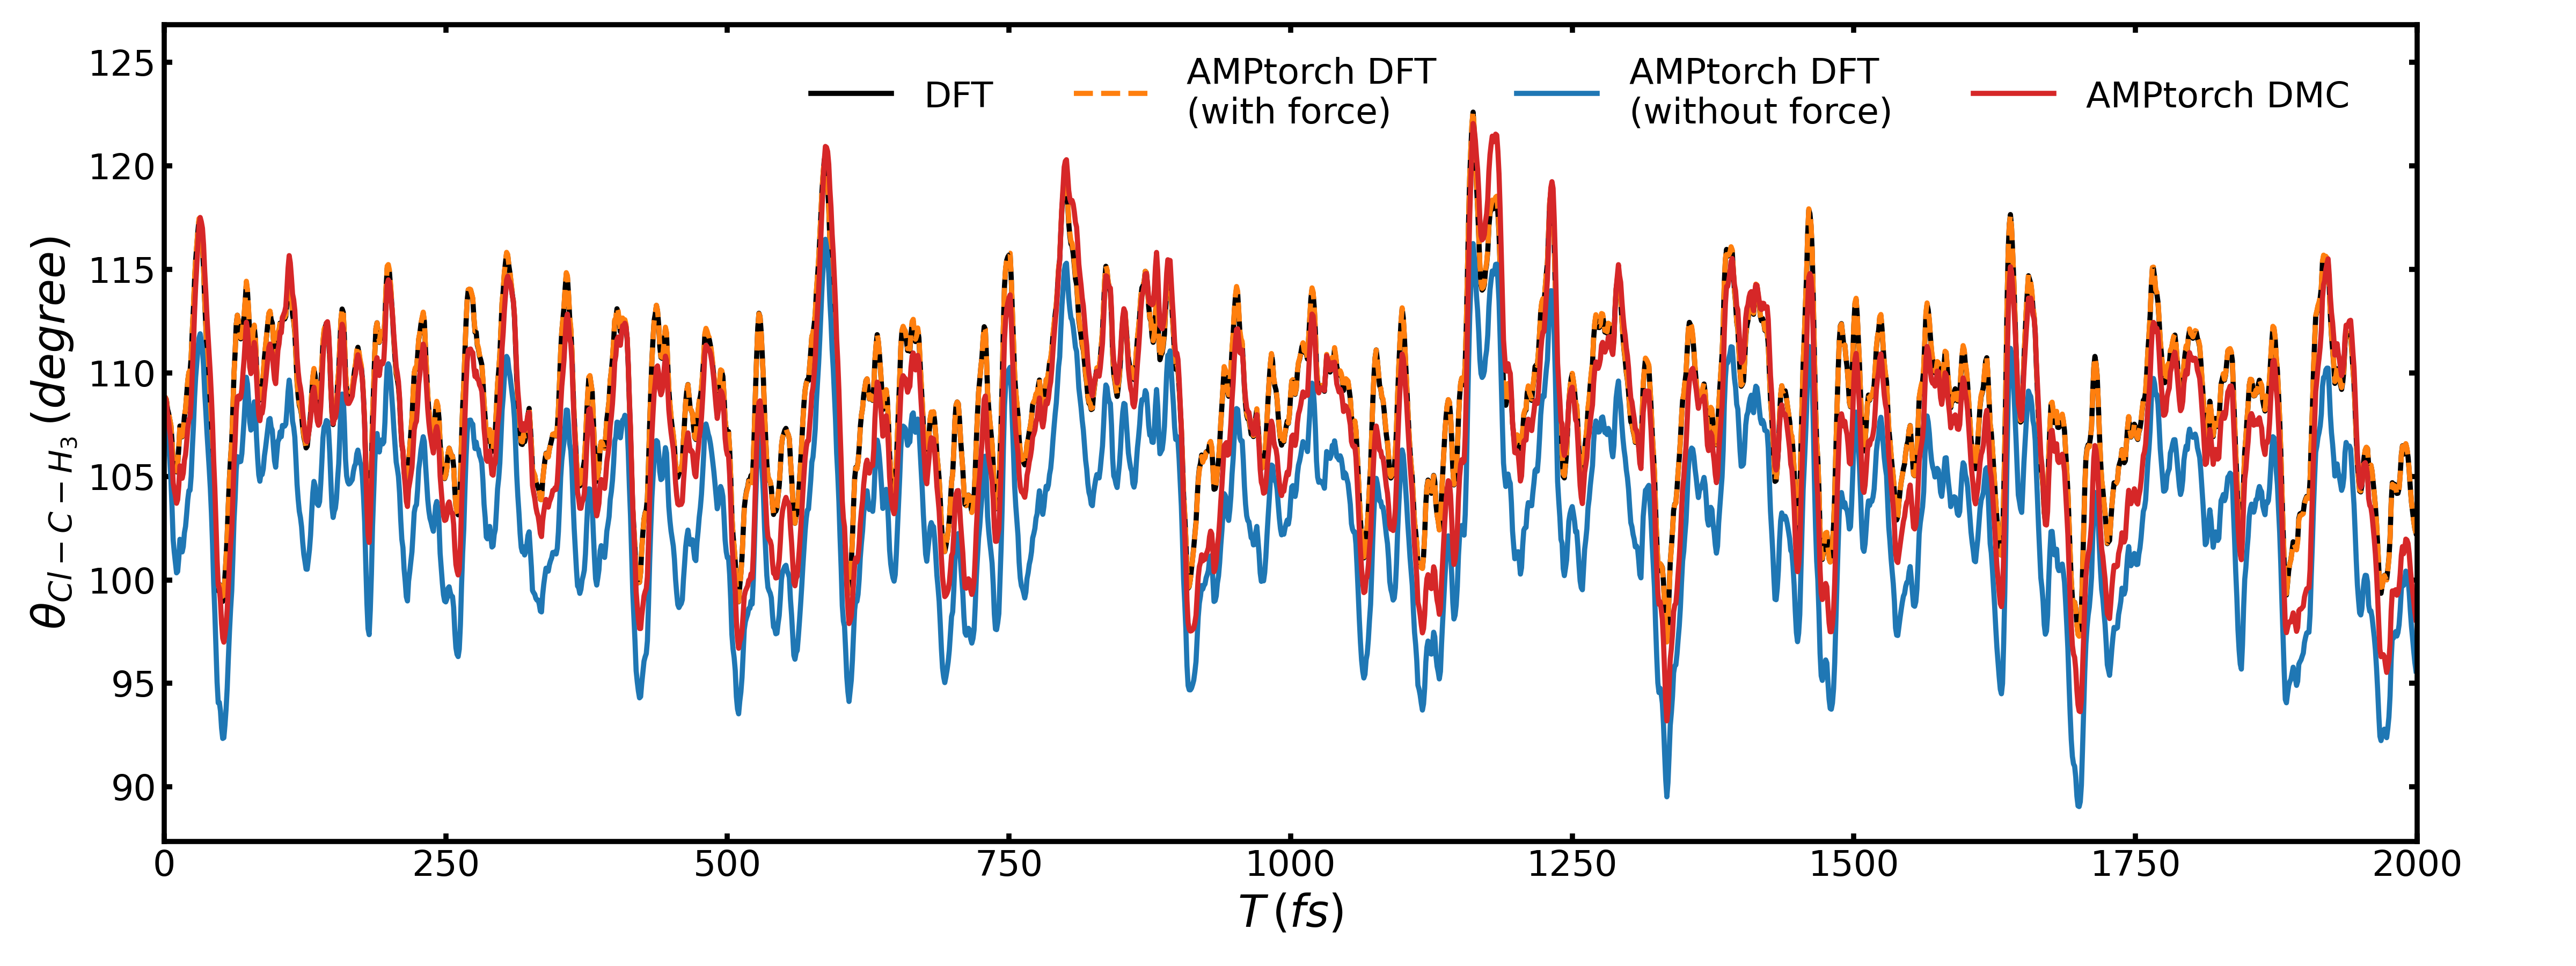 125
120
115
110
105
100
95
90
θCl−C−H3 (degree)
DFT
AMPtorch DFT
(with force)
AMPtorch DFT
(without force)
AMPtorch DMC
0 250 500 750 1000 1250 1500 1750 2000
T (fs)